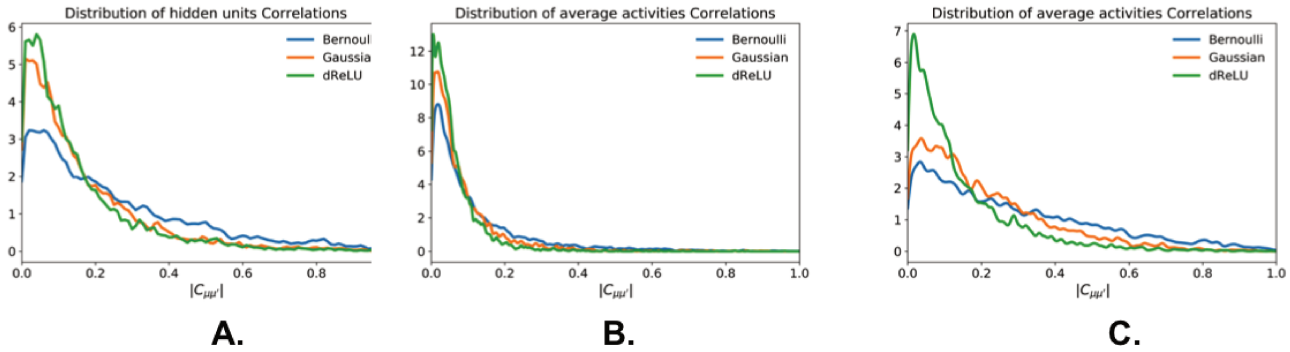 Distribution of hidden units Correlations
6
5
4
3
2
1
0
0.0 0.2 0.4 0.6 0.8
Bernoulli
Gaussia
dReLU
|Cμμ'|
A.
Distribution of average activities Correlations
12
10
8
6
4
2
0
0.0 0.2 0.4 0.6 0.8 1.0
Bernoulli
Gaussian
dReLU
|Cμμ'|
B.
Distribution of average activities Correlations
7
6
5
4
3
2
1
0
0.0 0.2 0.4 0.6 0.8 1.0
Bernoulli
Gaussian
dReLU
|Cμμ'|
C.